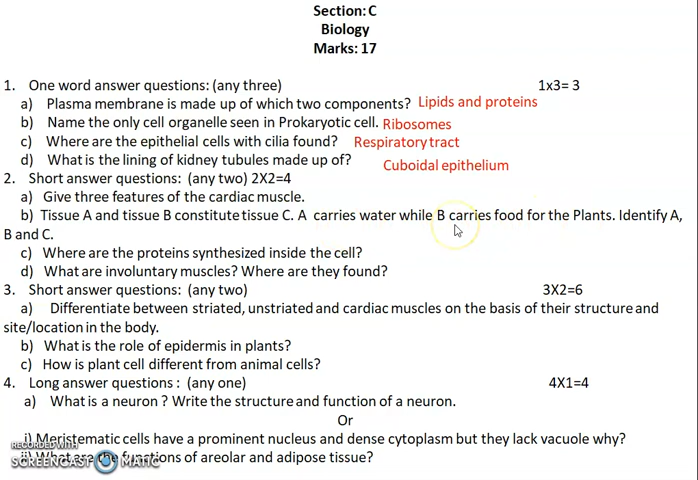 Section: C
Biology
Marks: 17
1. One word answer questions: (any three) 1x3= 3
a) Plasma membrane is made up of which two components? Lipids and proteins
b) Name the only cell organelle seen in Prokaryotic cell. Ribosomes
c) Where are the epithelial cells with cilia found? Respiratory tract
d) What is the lining of kidney tubules made up of? Cuboidal epithelium
2. Short answer questions: (any two) 2X2=4
a) Give three features of the cardiac muscle.
b) Tissue A and tissue B constitute tissue C. A carries water while B carries food for the Plants. Identify A,
B and C.
c) Where are the proteins synthesized inside the cell?
d) What are involuntary muscles? Where are they found?
3. Short answer questions: (any two) 3X2=6
a) Differentiate between striated, unstriated and cardiac muscles on the basis of their structure and
site/location in the body.
b) What is the role of epidermis in plants?
c) How is plant cell different from animal cells?
4. Long answer questions : (any one) 4X1=4
a) What is a neuron ? Write the structure and function of a neuron.
Or
i) Meristematic cells have a prominent nucleus and dense cytoplasm but they lack vacuole why?
ii) What are the functions of areolar and adipose tissue?
RECORDED WITH
SCREENCAST MATIC